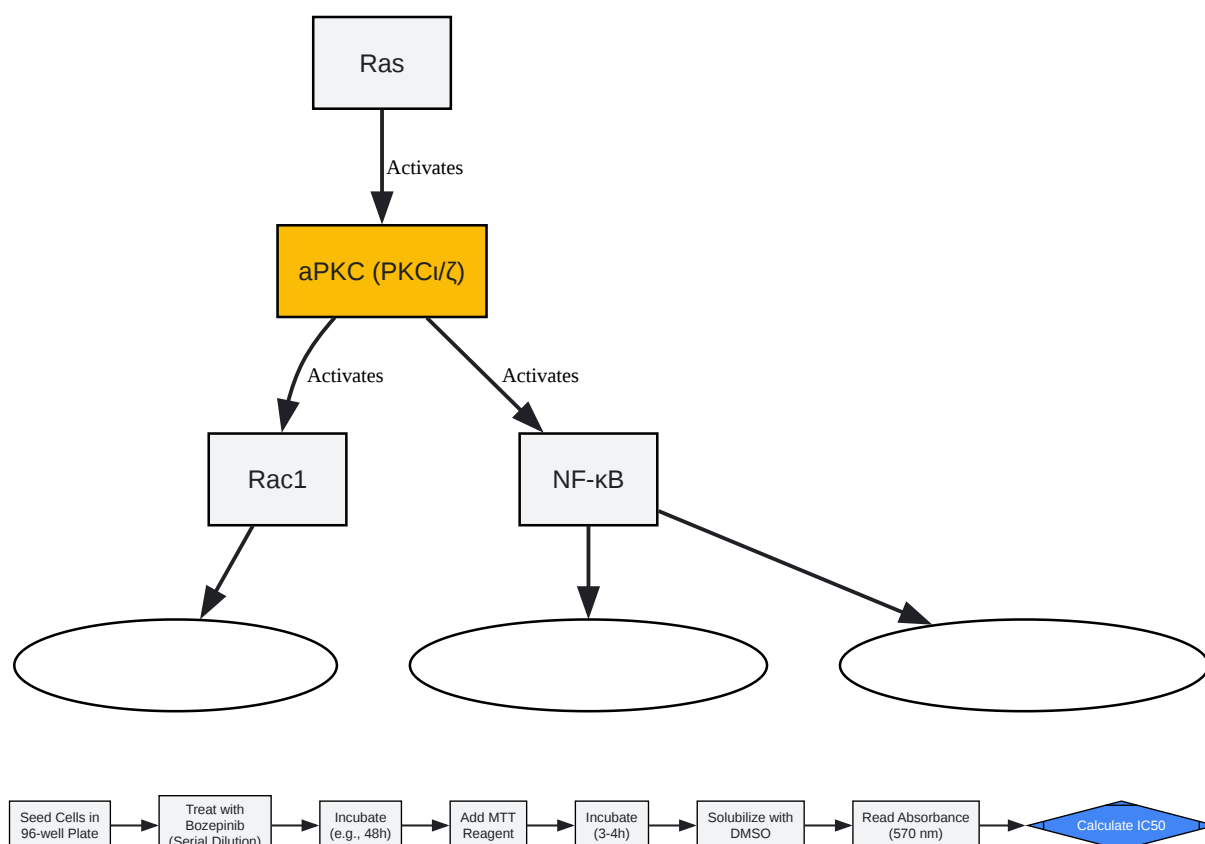 Ras
Activates
aPKC (PKCι/ζ)
Activates
Activates
Rac1
NF-κB
Seed Cells in
96-well Plate
Treat with
Bozepinib
(Serial Dilution)
Incubate
(e.g., 48h)
Add MTT
Reagent
Incubate
(3-4h)
Solubilize with
DMSO
Read Absorbance
(570 nm)
Calculate IC50